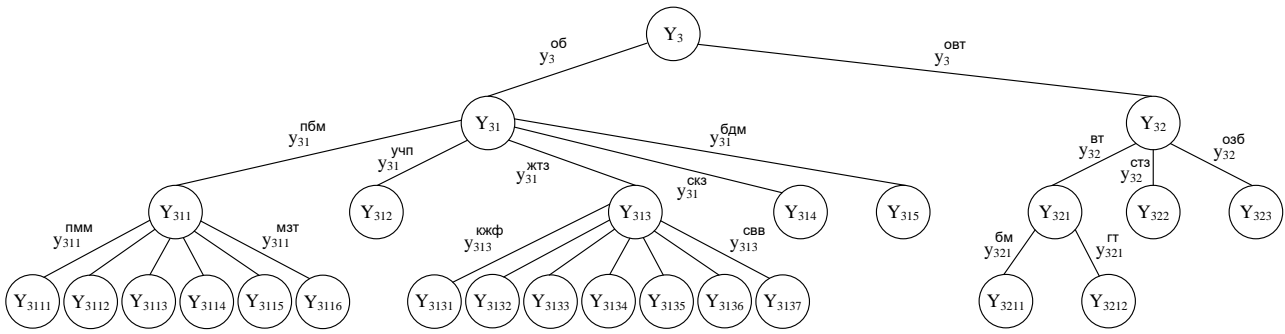 Y3
y3^об y3^овт
Y31 Y32
y31^пбм y31^учп y31^жтз y31^скз y31^бдм y32^вт y32^стз y32^озб
Y311 Y312 Y313 Y314 Y315 Y321 Y322 Y323
y311^пмм y311^мзт y313^кжф y313^свв y321^бм y321^гт
Y3111 Y3112 Y3113 Y3114 Y3115 Y3116 Y3131 Y3132 Y3133 Y3134 Y3135 Y3136 Y3137 Y3211 Y3212